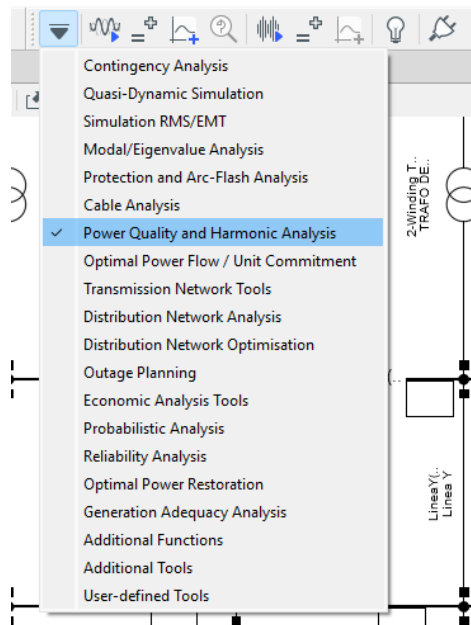 Contingency Analysis
Quasi-Dynamic Simulation
Simulation RMS/EMT
Modal/Eigenvalue Analysis
Protection and Arc-Flash Analysis
Cable Analysis
Power Quality and Harmonic Analysis
Optimal Power Flow / Unit Commitment
Transmission Network Tools
Distribution Network Analysis
Distribution Network Optimisation
Outage Planning
Economic Analysis Tools
Probabilistic Analysis
Reliability Analysis
Optimal Power Restoration
Generation Adequacy Analysis
Additional Functions
Additional Tools
User-defined Tools
2-Winding T..
TRAFO DE..
(..
LineaY(..
Linea Y